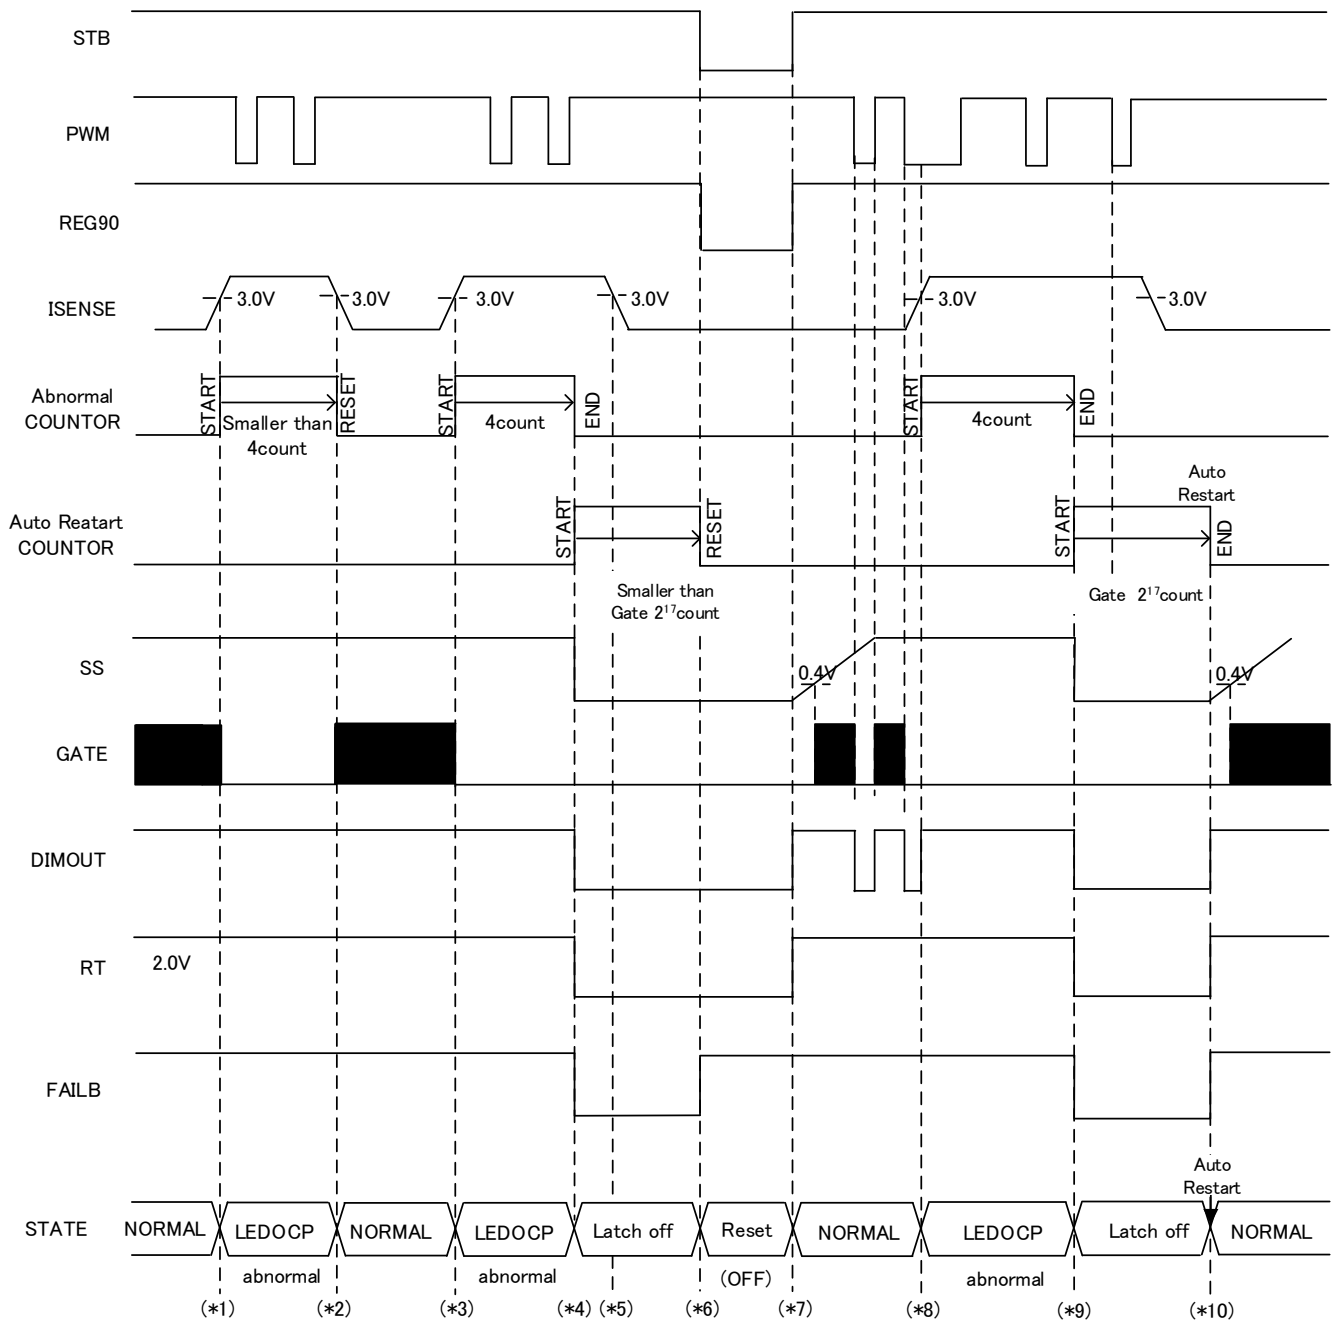 STB
PWM
REG90
ISENSE
3.0V
3.0V
3.0V
3.0V
3.0V
3.0V
Abnormal
COUNTOR
START
Smaller than
4count
RESET
START
4count
END
START
4count
END
Auto Reatart
COUNTOR
START
RESET
Smaller than
Gate 2¹⁷count
START
Auto
Restart
END
Gate 2¹⁷count
SS
0.4V
0.4V
GATE
DIMOUT
RT
2.0V
FAILB
Auto
Restart
STATE
NORMAL
LEDOCP
NORMAL
LEDOCP
Latch off
Reset
NORMAL
LEDOCP
Latch off
NORMAL
abnormal
abnormal
(OFF)
abnormal
(*1)
(*2)
(*3)
(*4)
(*5)
(*6)
(*7)
(*8)
(*9)
(*10)